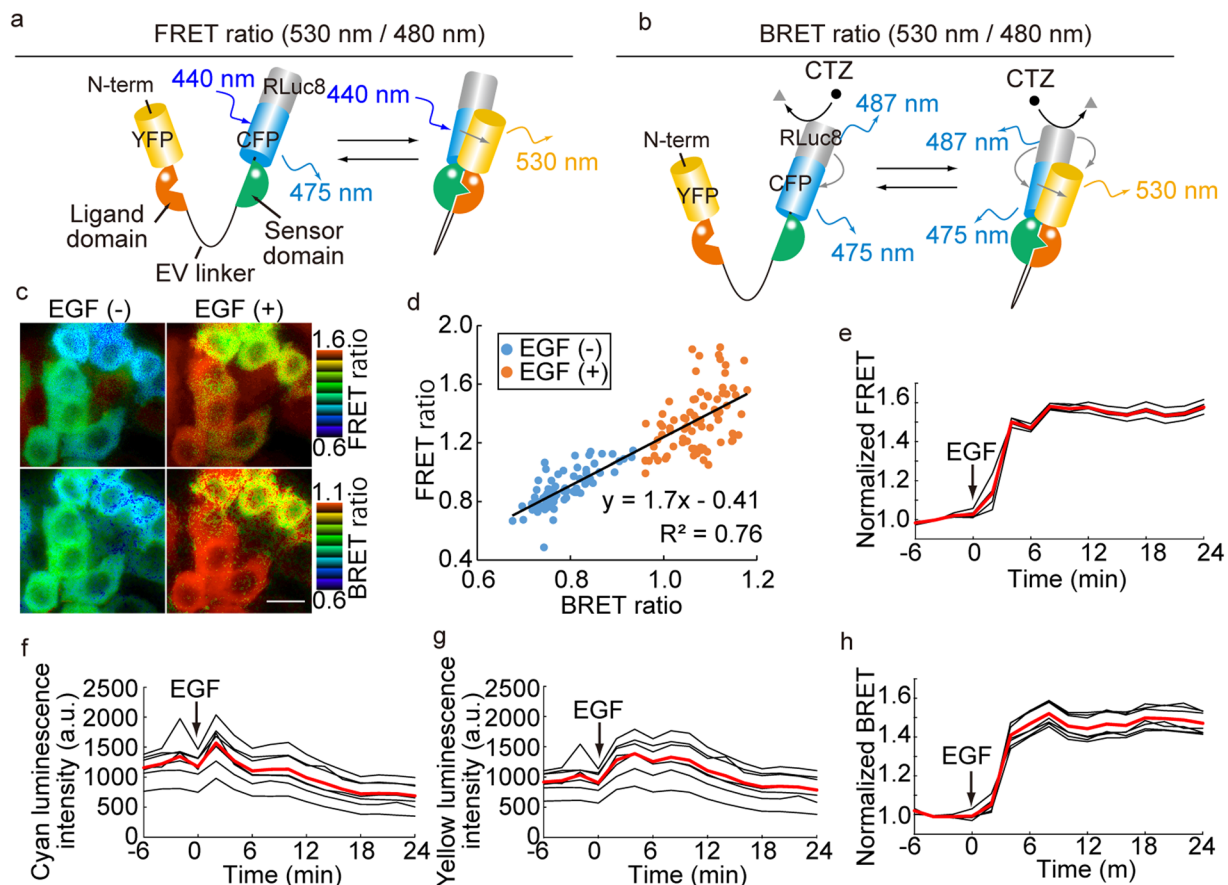 a
FRET ratio (530 nm / 480 nm)
N-term
440 nm
RLuc8
440 nm
YFP
CFP
530 nm
475 nm
Ligand
domain
Sensor
domain
EV linker
b
BRET ratio (530 nm / 480 nm)
CTZ
CTZ
487 nm
N-term
RLuc8
487 nm
YFP
CFP
530 nm
475 nm
475 nm
c
EGF (-)
EGF (+)
1.6
FRET ratio
0.6
1.1
BRET ratio
0.6
d
2.0
1.6
1.2
0.8
0.4
FRET ratio
EGF (-)
EGF (+)
y = 1.7x - 0.41
R² = 0.76
0.6
0.8
1.0
1.2
BRET ratio
e
Normalized FRET
1.6
1.4
1.2
1.0
EGF
-6
0
6
12
18
24
Time (min)
f
Cyan luminescence
intensity (a.u.)
2500
2000
1500
1000
500
0
EGF
-6
0
6
12
18
24
Time (min)
g
Yellow luminescence
intensity (a.u.)
2500
2000
1500
1000
500
0
EGF
-6
0
6
12
18
24
Time (min)
h
Normalized BRET
1.6
1.4
1.2
1.0
EGF
-6
0
6
12
18
24
Time (m)